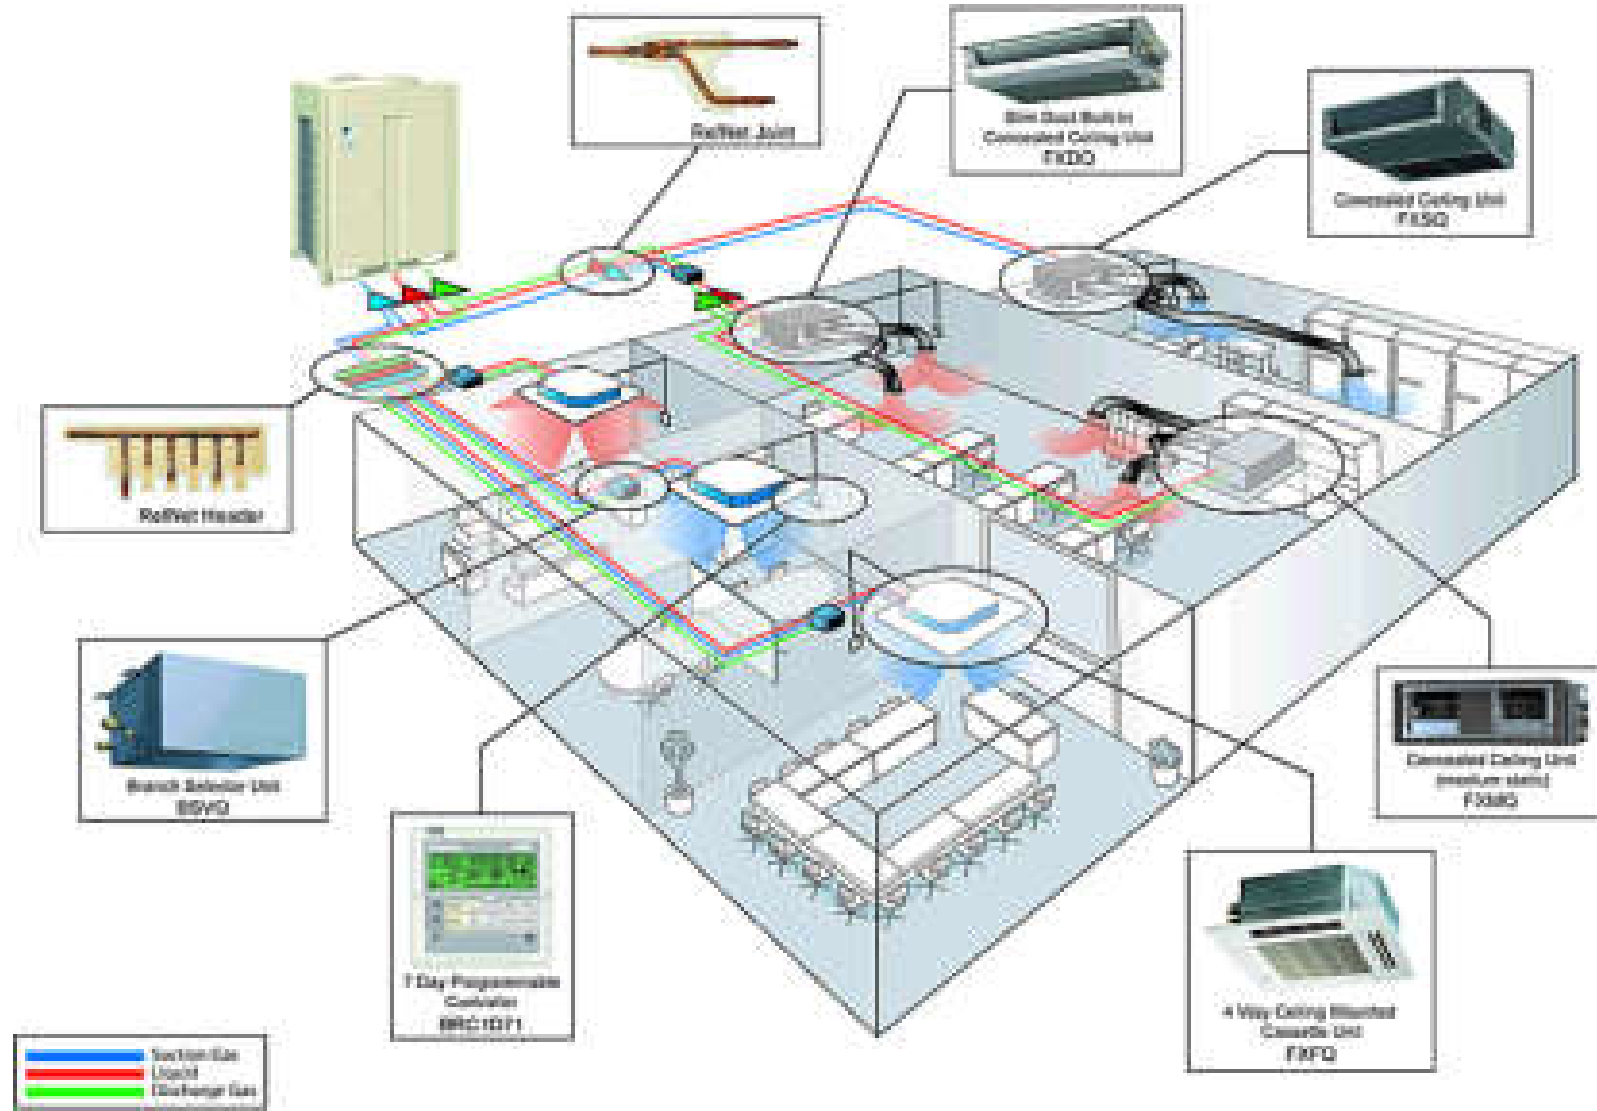 RefNet Joint
Slim Duct Built-In
Concealed Ceiling Unit
FXDQ
Concealed Ceiling Unit
FXSQ
RefNet Header
Branch Selector Unit
BSVQ
7 Day Programmable
Controller
BRC1D71
Concealed Ceiling Unit
(medium static)
FXMQ
4 Way Ceiling Mounted
Cassette Unit
FXFQ
Suction Gas
Liquid
Discharge Gas